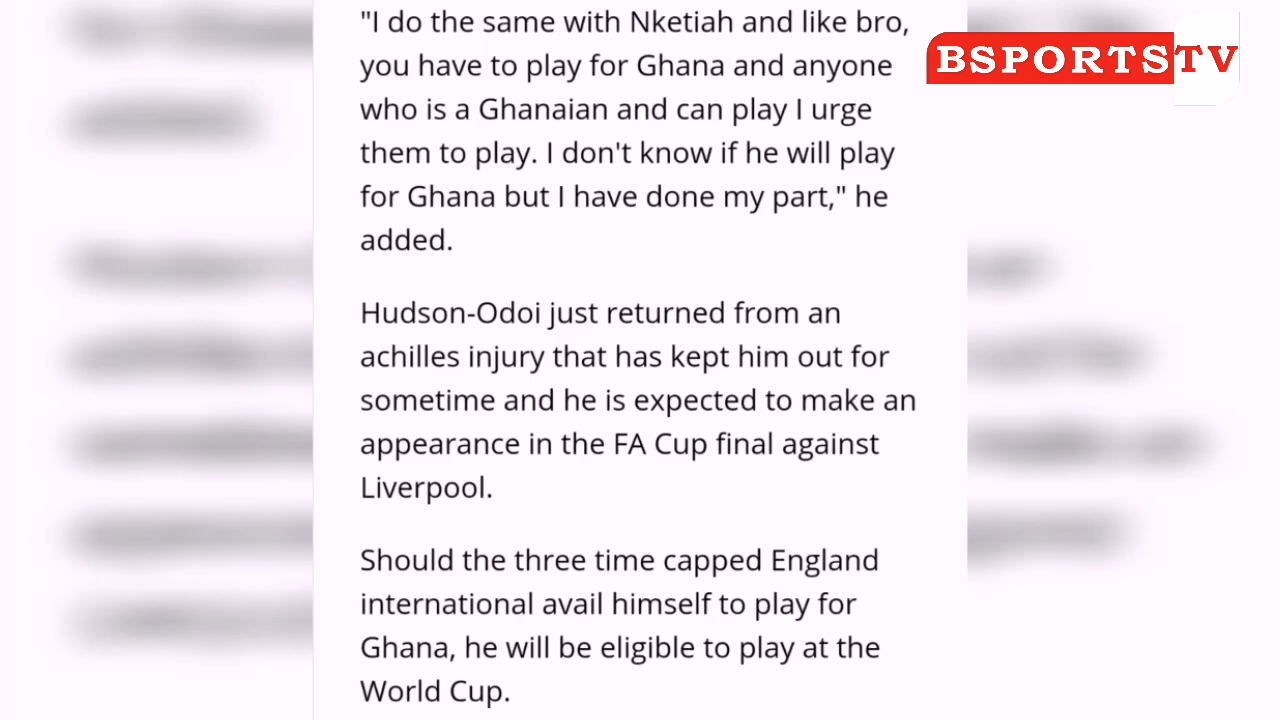 "I do the same with Nketiah and like bro,
you have to play for Ghana and anyone
who is a Ghanaian and can play I urge
them to play. I don't know if he will play
for Ghana but I have done my part," he
added.
Hudson-Odoi just returned from an
achilles injury that has kept him out for
sometime and he is expected to make an
appearance in the FA Cup final against
Liverpool.
Should the three time capped England
international avail himself to play for
Ghana, he will be eligible to play at the
World Cup.
BSPORTSTV